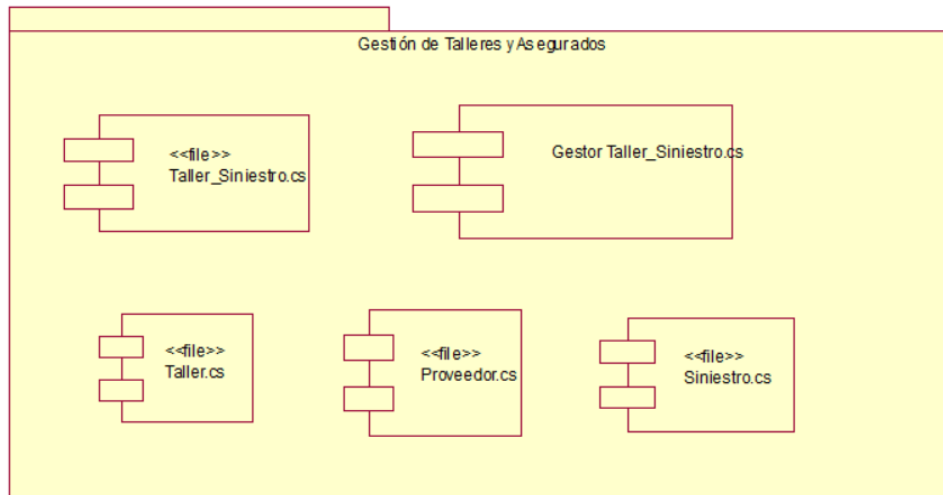 Gestión de Talleres y Asegurados
<<file>>
Taller_Siniestro.cs
Gestor Taller_Siniestro.cs
<<file>>
Taller.cs
<<file>>
Proveedor.cs
<<file>>
Siniestro.cs